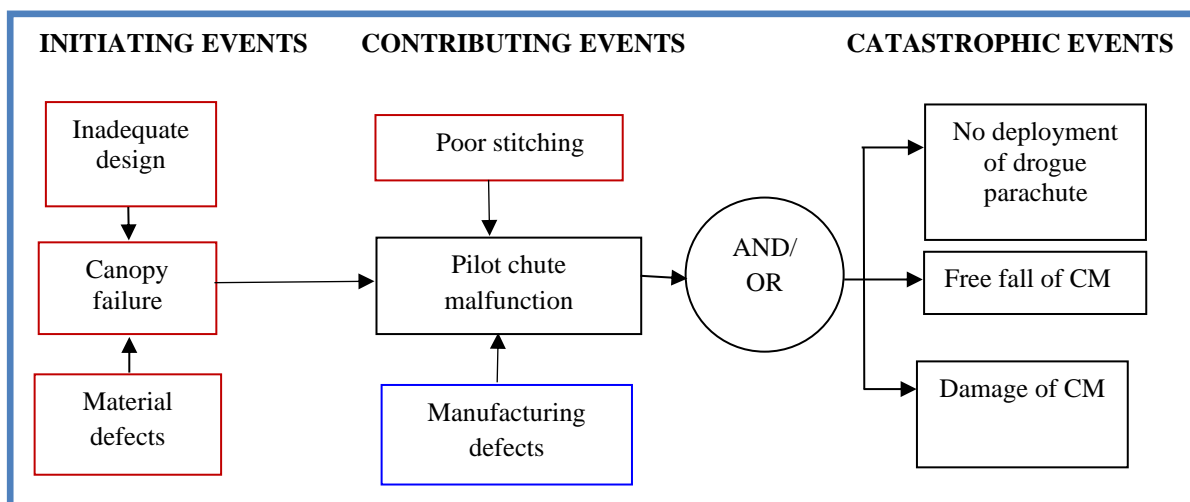 INITIATING EVENTS
CONTRIBUTING EVENTS
CATASTROPHIC EVENTS
Inadequate
design
Canopy
failure
Material
defects
Poor stitching
Pilot chute
malfunction
Manufacturing
defects
AND/
OR
No deployment
of drogue
parachute
Free fall of CM
Damage of CM